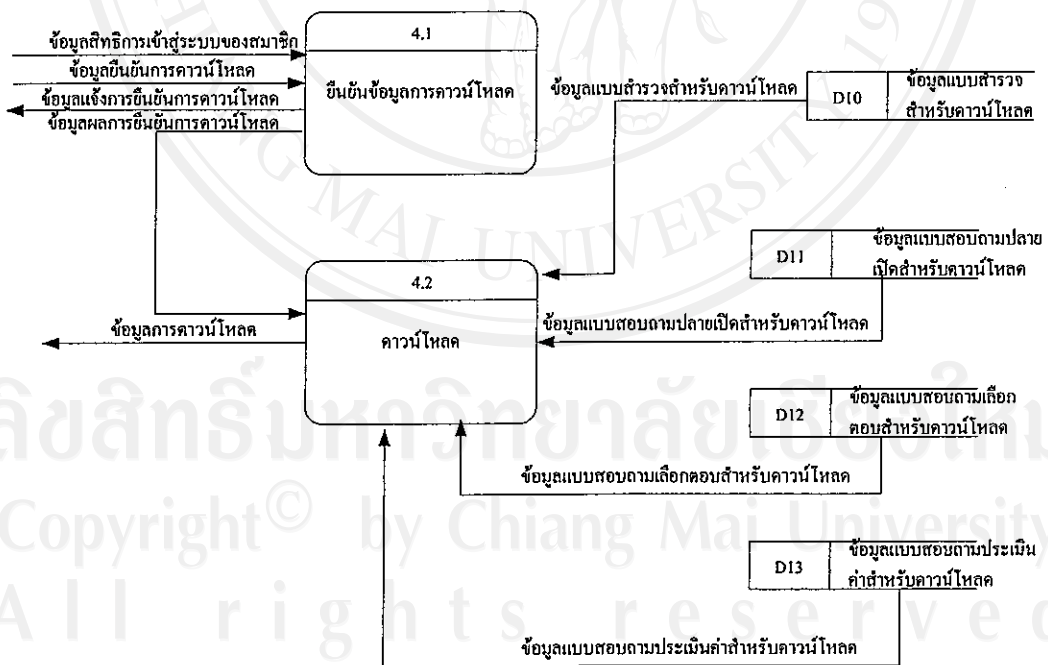 4.1
ยืนยันข้อมูลการดาวน์โหลด
ข้อมูลสิทธิการเข้าสู่ระบบของสมาชิก
ข้อมูลยืนยันการดาวน์โหลด
ข้อมูลแจ้งการยืนยันการดาวน์โหลด
ข้อมูลผลการยืนยันการดาวน์โหลด
ข้อมูลแบบสำรวจสำหรับดาวน์โหลด
D10
ข้อมูลแบบสำรวจ
สำหรับดาวน์โหลด
MAI UNIVERSITY 19
D11
ข้อมูลแบบสอบถามปลาย
เปิดสำหรับดาวน์โหลด
4.2
ดาวน์โหลด
ข้อมูลการดาวน์โหลด
ข้อมูลแบบสอบถามปลายเปิดสำหรับดาวน์โหลด
D12
ข้อมูลแบบสอบถามเลือก
ตอบสำหรับดาวน์โหลด
ข้อมูลแบบสอบถามเลือกตอบสำหรับดาวน์โหลด
ลิขสิทธิ์มหาวิทยาลัยเชียงใหม
Copyright© by Chiang Mai University
D13
ข้อมูลแบบสอบถามประเมิน
ค่าสำหรับดาวน์โหลด
All rights reserved
ข้อมูลแบบสอบถามประเมินค่าสำหรับดาวน์โหลด